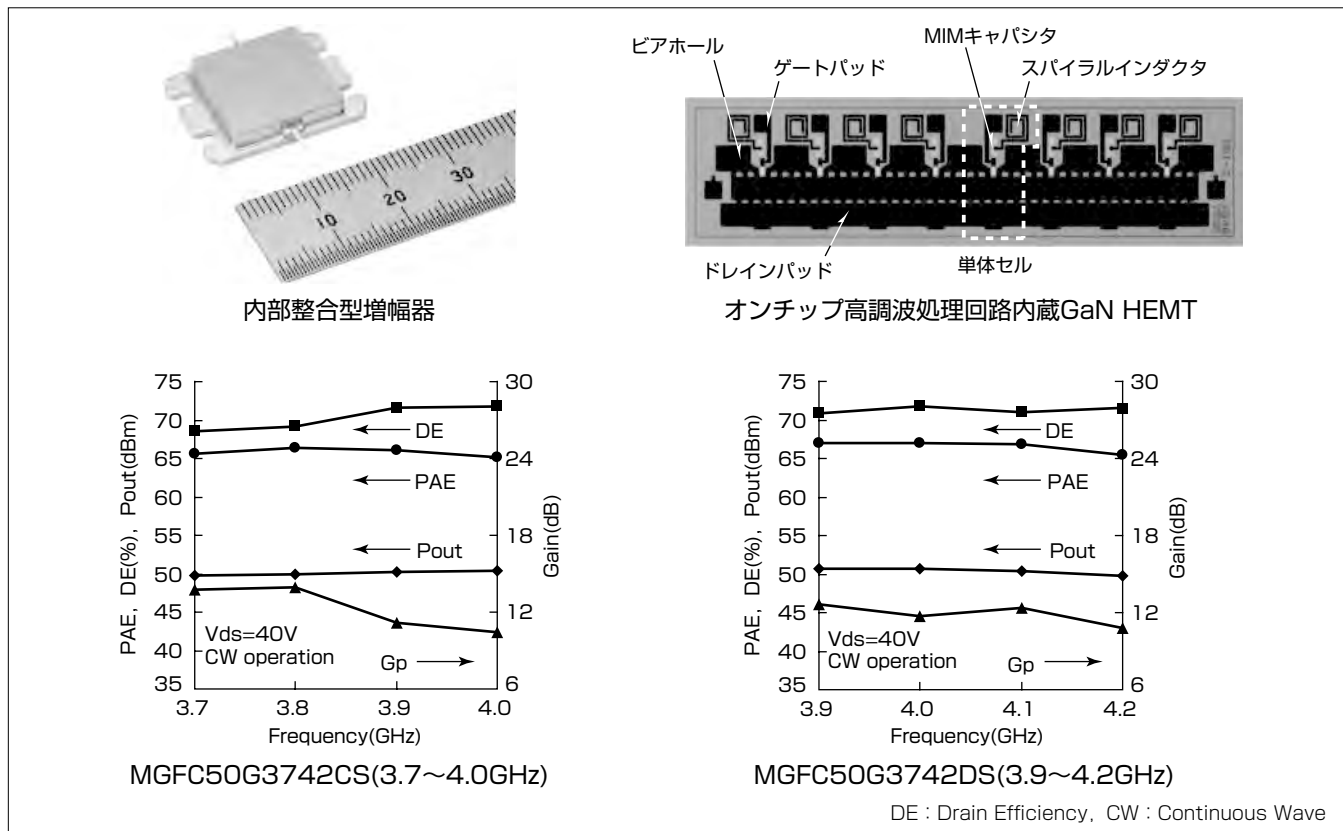 ビアホール
ゲートパッド
MIMキャパシタ
スパイラルインダクタ
10
20
30
ドレインパッド
単体セル
内部整合型増幅器
オンチップ高調波処理回路内蔵GaN HEMT
PAE, DE(%), Pout(dBm)
75
70
65
60
55
50
45
40
35
DE
PAE
Pout
Vds=40V
CW operation
Gp
30
24
18
12
6
Gain(dB)
3.7 3.8 3.9 4.0
Frequency(GHz)
MGFC50G3742CS(3.7〜4.0GHz)
PAE, DE(%), Pout(dBm)
75
70
65
60
55
50
45
40
35
DE
PAE
Pout
Vds=40V
CW operation
Gp
30
24
18
12
6
Gain(dB)
3.9 4.0 4.1 4.2
Frequency(GHz)
MGFC50G3742DS(3.9〜4.2GHz)
DE：Drain Efficiency, CW：Continuous Wave